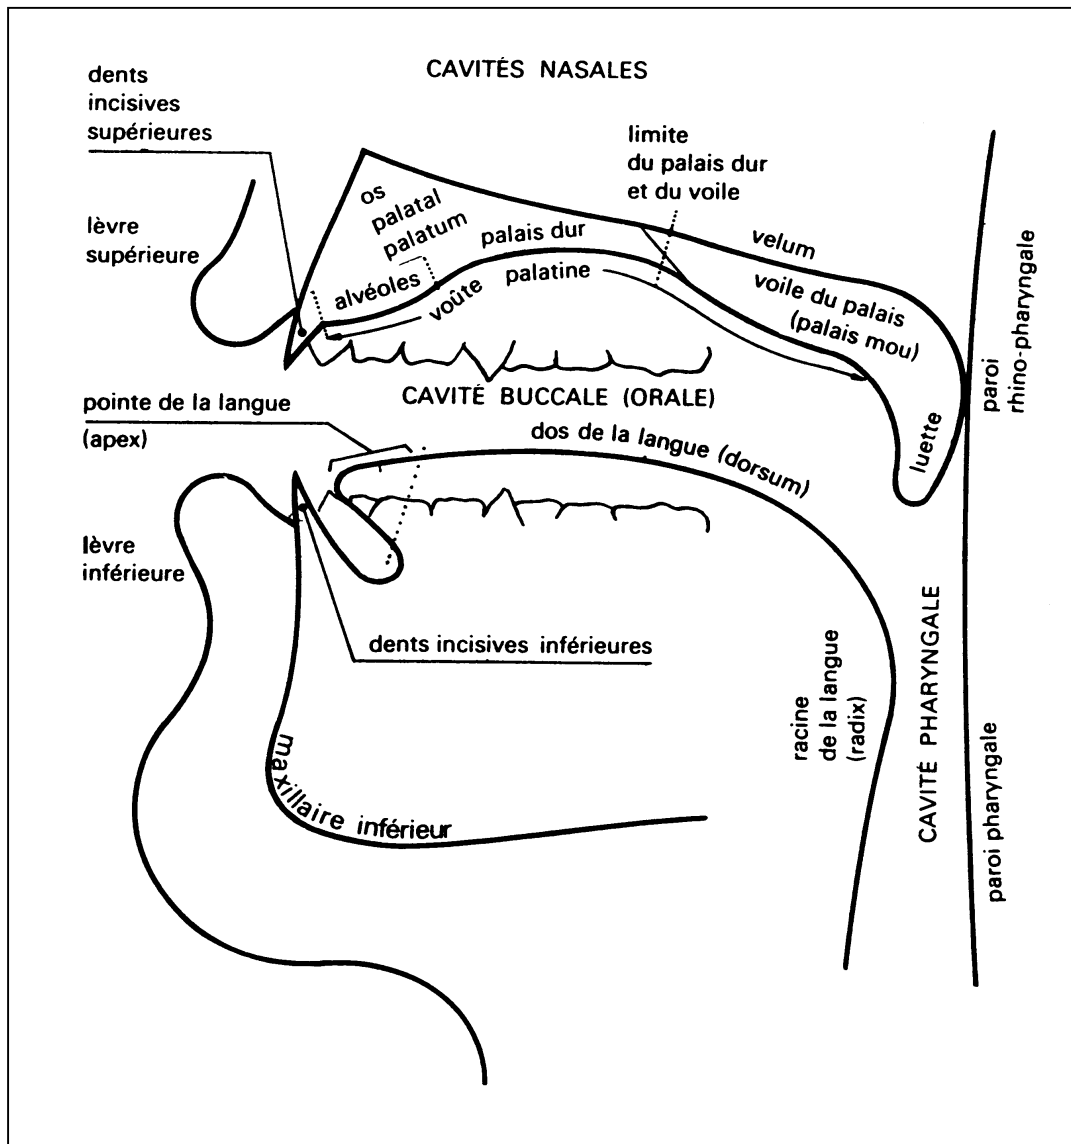 CAVITÉS NASALES
dents
incisives
supérieures
limite
du palais dur
et du voile
lèvre
supérieure
os
palatal
palatum
palais dur
velum
alvéoles
voûte palatine
voile du palais
(palais mou)
paroi
rhino-pharyngale
CAVITÉ BUCCALE (ORALE)
pointe de la langue
(apex)
dos de la langue (dorsum)
luette
lèvre
inférieure
dents incisives inférieures
racine
de la langue
(radix)
CAVITÉ PHARYNGALE
paroi pharyngale
maxillaire inférieur